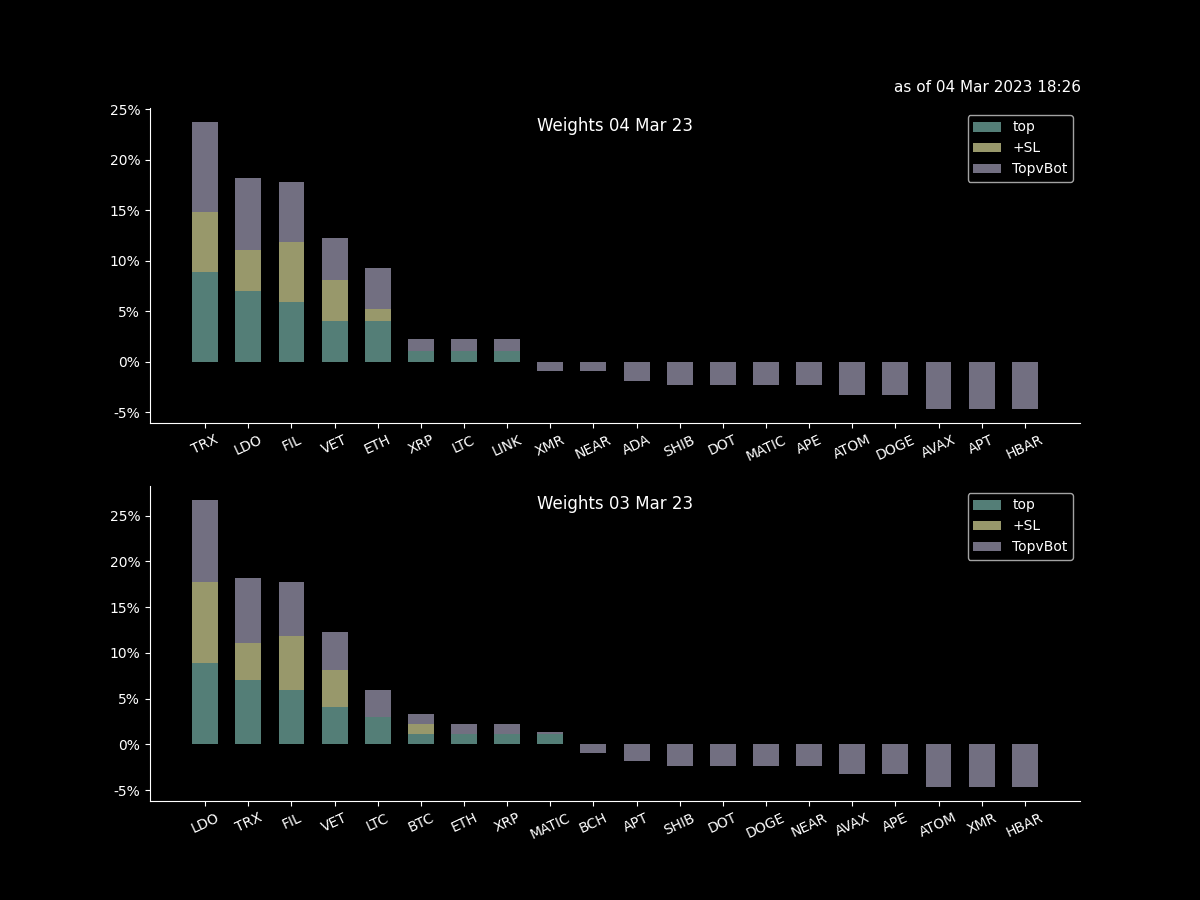 as of 04 Mar 2023 18:26
Weights 04 Mar 23
top
+SL
TopvBot
25%
20%
15%
10%
5%
0%
-5%
TRX LDO FIL VET ETH XRP LTC LINK XMR NEAR ADA SHIB DOT MATIC APE ATOM DOGE AVAX APT HBAR
Weights 03 Mar 23
top
+SL
TopvBot
25%
20%
15%
10%
5%
0%
-5%
LDO TRX FIL VET LTC BTC ETH XRP MATIC BCH APT SHIB DOT DOGE NEAR AVAX APE ATOM XMR HBAR